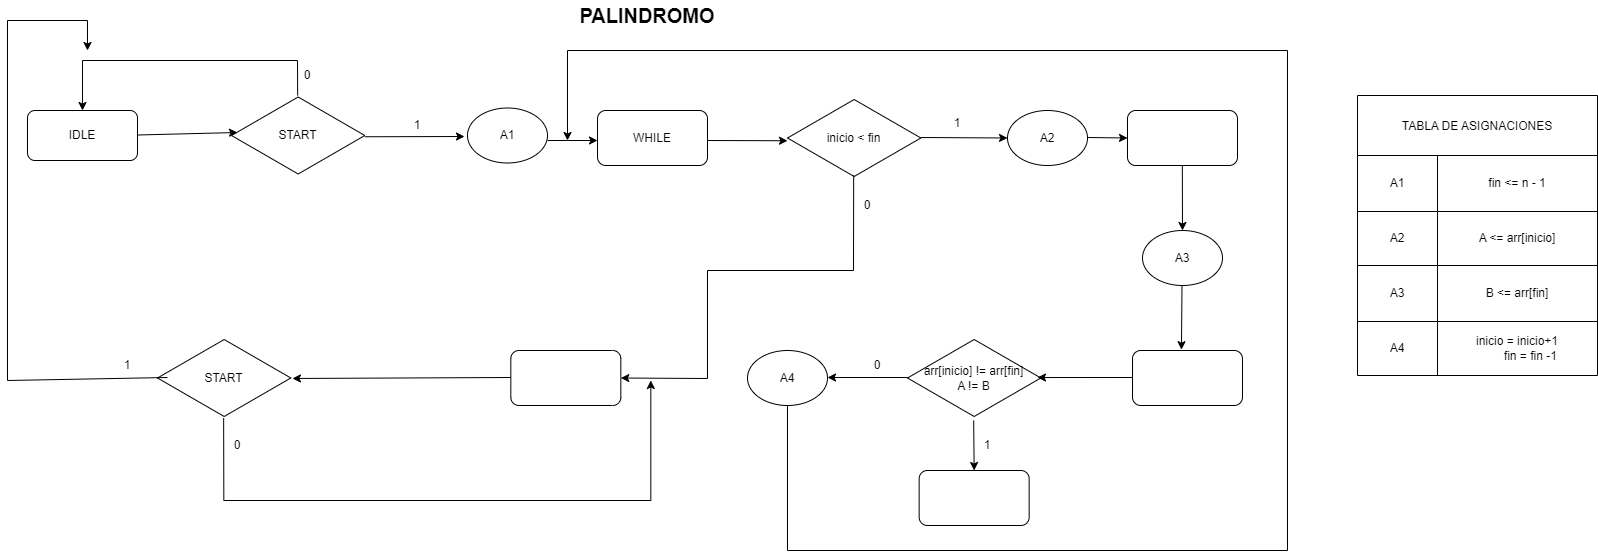 PALINDROMO
0
IDLE
START
1
A1
WHILE
inicio < fin
1
A2
0
A3
TABLA DE ASIGNACIONES
A1
fin <= n - 1
A2
A <= arr[inicio]
A3
B <= arr[fin]
A4
inicio = inicio+1
fin = fin -1
1
START
0
A4
0
arr[inicio] != arr[fin]
A != B
1